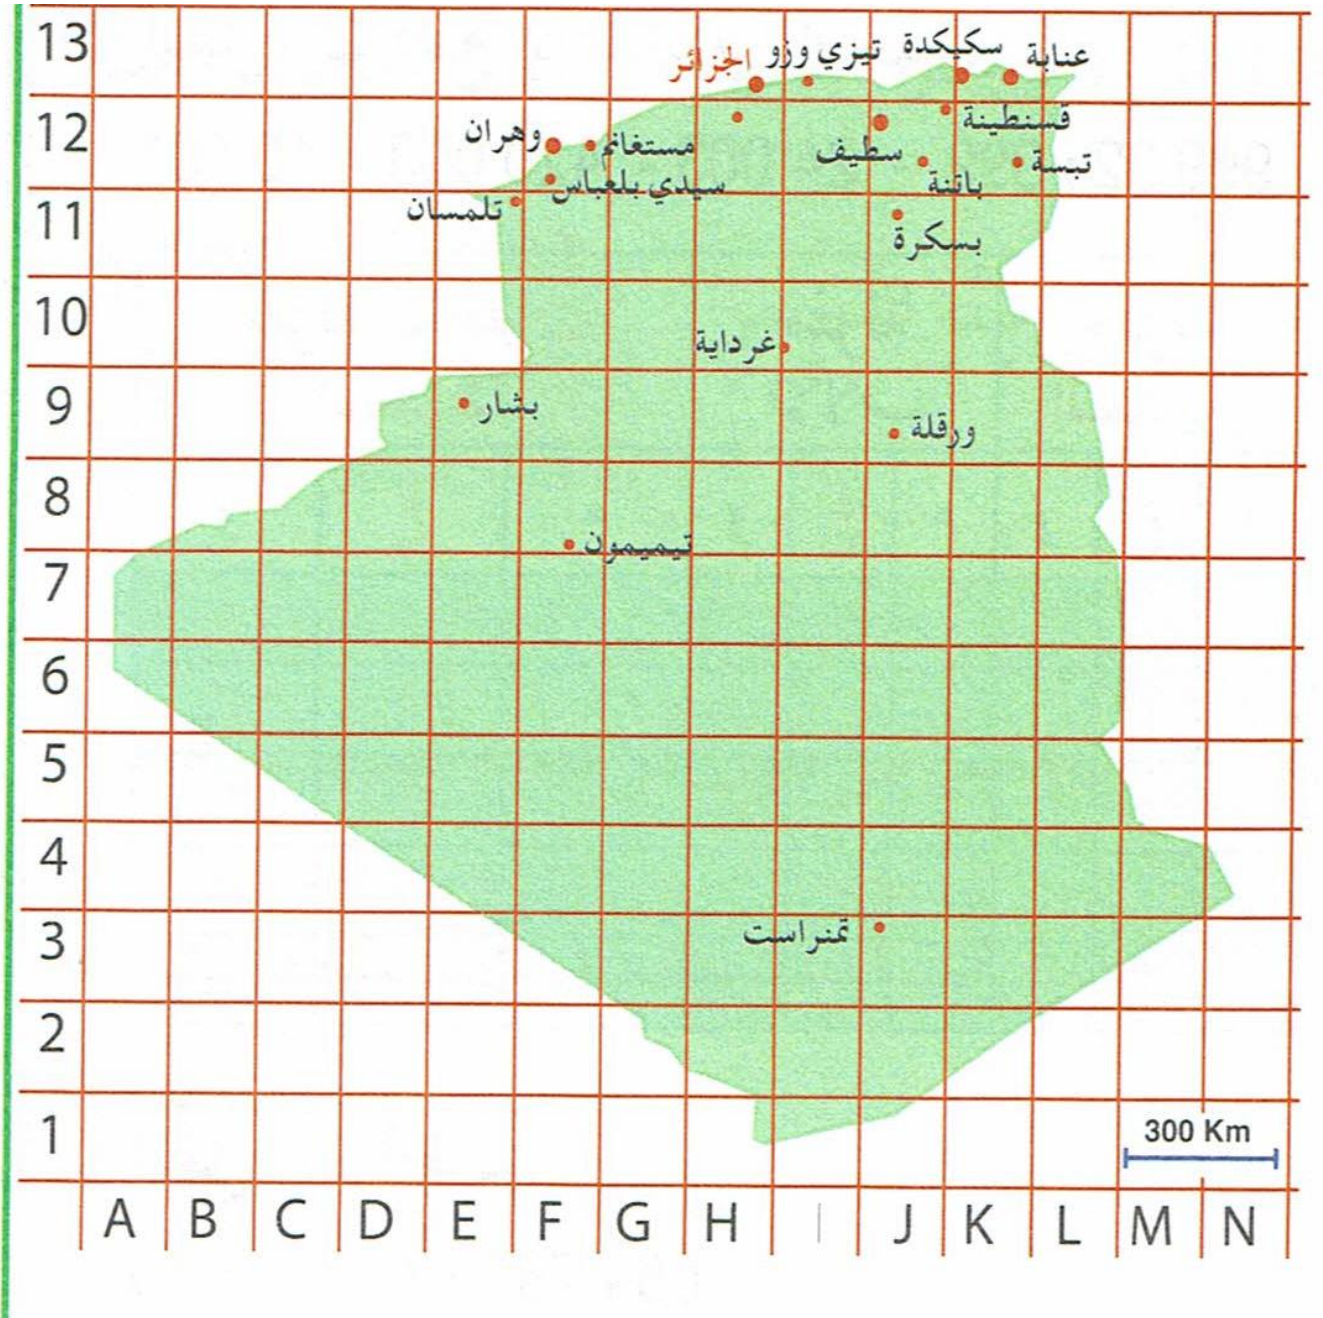 13
سكيكدة
عنابة
تيزي وزو
الجزائر
12
قسنطينة
وهران
مستغانم
سطيف
تبسة
باتنة
سيدي بلعباس
11
تلمسان
بسكرة
10
غرداية
9
بشار
ورقلة
8
تيميمون
7
6
5
4
3
تمنراست
2
1
300 Km
A B C D E F G H I J K L M N